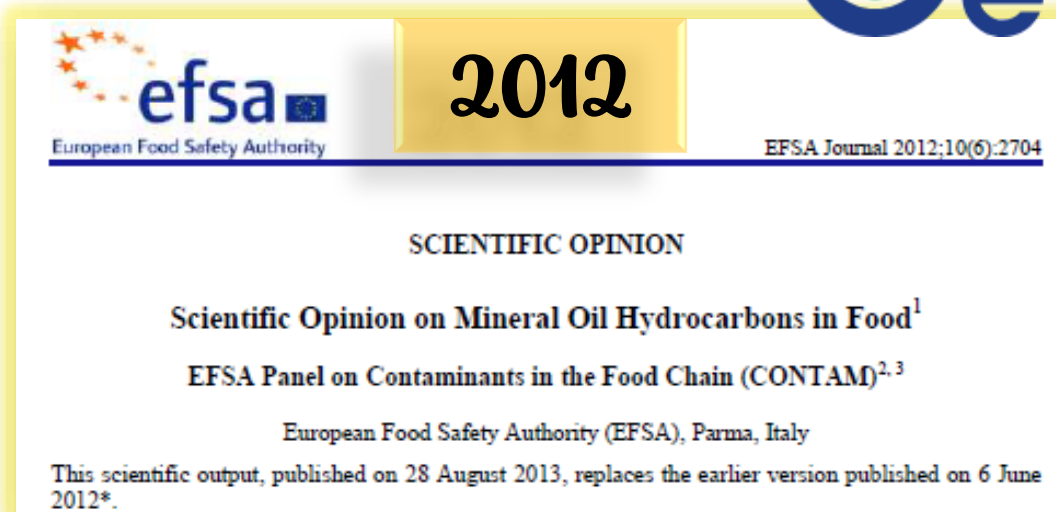 efsa
2012
European Food Safety Authority
EFSA Journal 2012;10(6):2704
SCIENTIFIC OPINION
Scientific Opinion on Mineral Oil Hydrocarbons in Food1
EFSA Panel on Contaminants in the Food Chain (CONTAM)2, 3
European Food Safety Authority (EFSA), Parma, Italy
This scientific output, published on 28 August 2013, replaces the earlier version published on 6 June
2012*.